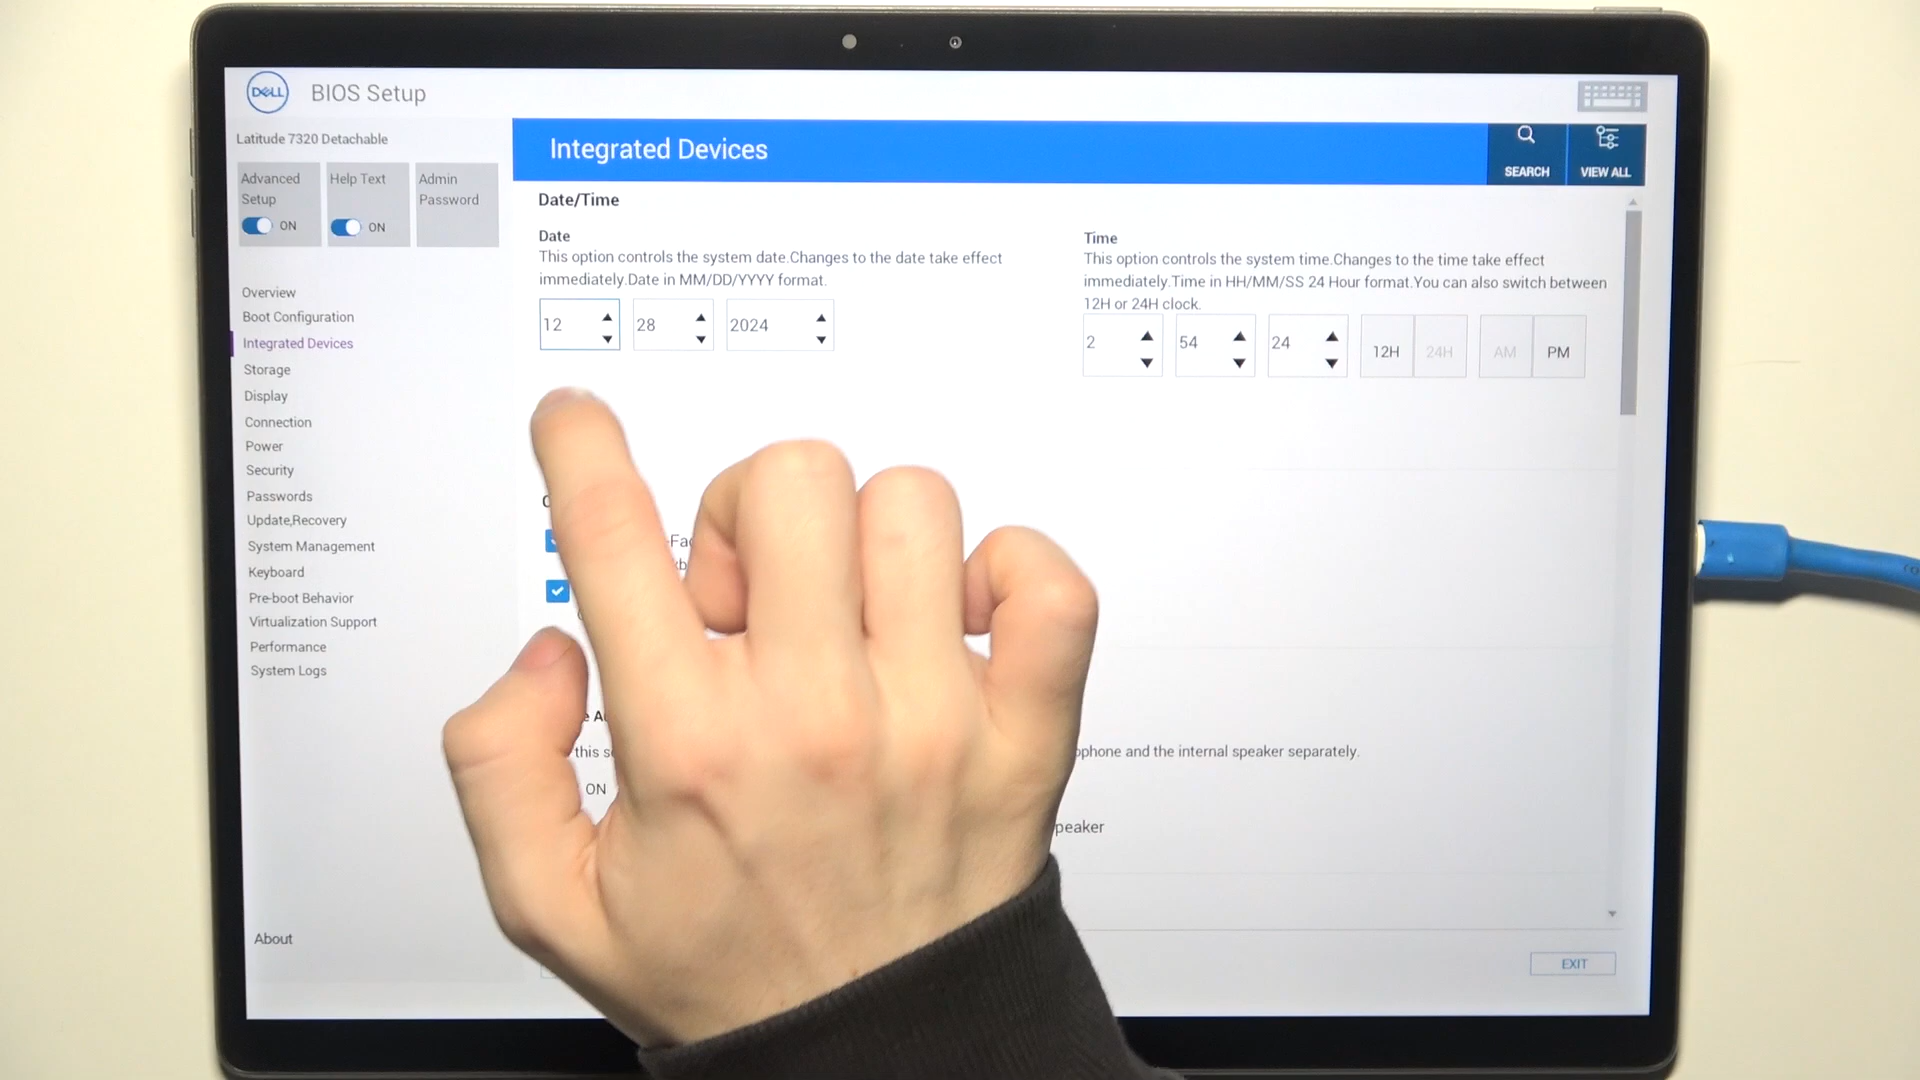 DELL
BIOS Setup
Latitude 7320 Detachable
Advanced
Setup
ON
Help Text
ON
Admin
Password
Integrated Devices
SEARCH
VIEW ALL
Overview
Boot Configuration
Integrated Devices
Storage
Display
Connection
Power
Security
Passwords
Update,Recovery
System Management
Keyboard
Pre-boot Behavior
Virtualization Support
Performance
System Logs
About
Date/Time
Date
This option controls the system date.Changes to the date take effect
immediately.Date in MM/DD/YYYY format.
12
28
2024
Time
This option controls the system time.Changes to the time take effect
immediately.Time in HH/MM/SS 24 Hour format.You can also switch between
12H or 24H clock.
2
54
24
12H
24H
AM
PM
this
ophone and the internal speaker separately.
ON
peaker
EXIT